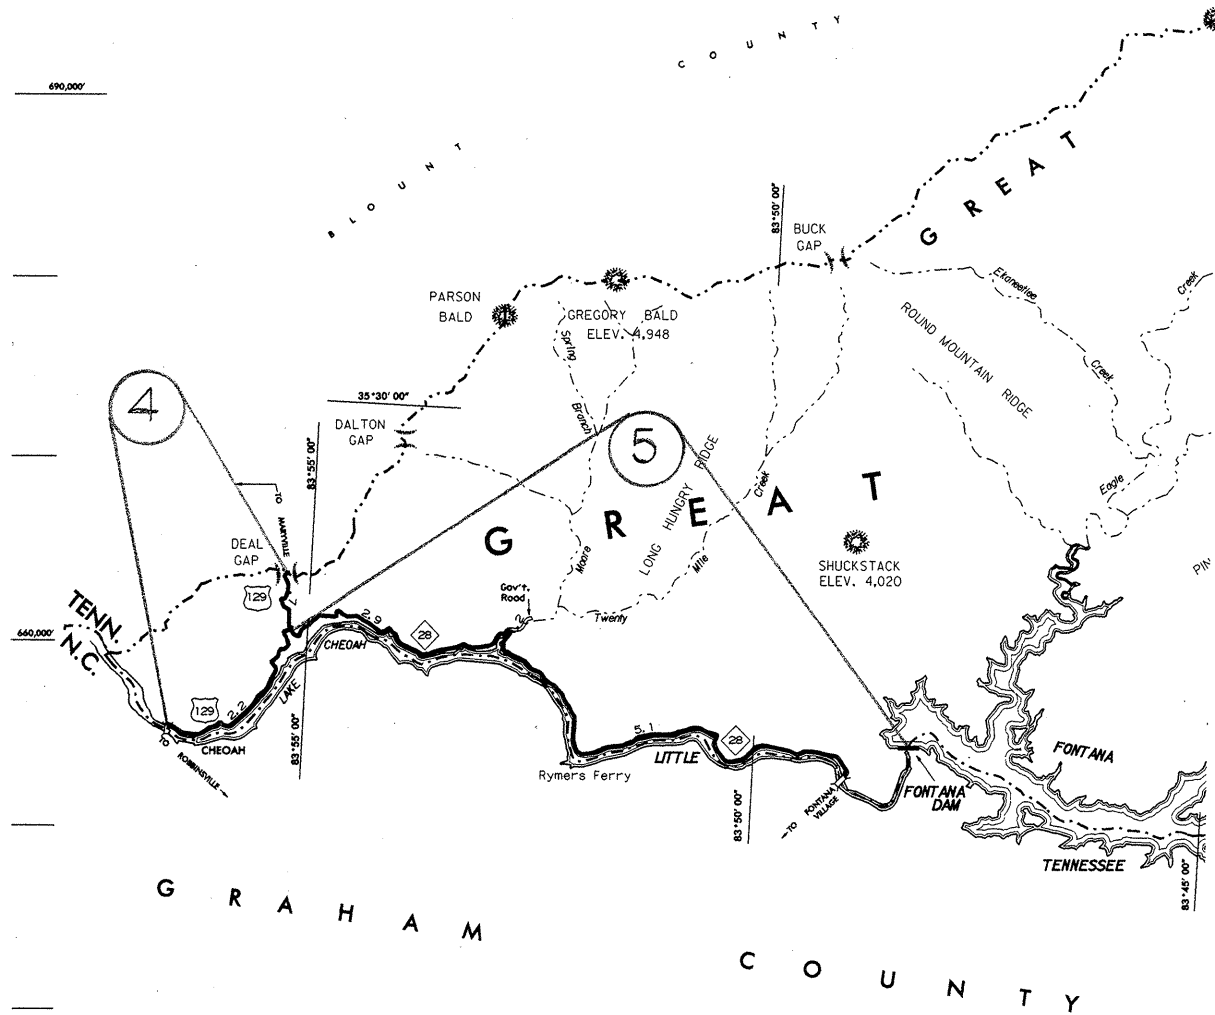 COUNTY
690,000'
BLOUNT
GREAT
83°50' 00"
BUCK
GAP
PARSON
BALD
GREGORY BALD
ELEV. 4,948
Ekaneetlee
Creek
Creek
ROUND MOUNTAIN RIDGE
Spring
Branch
35°30' 00"
4
DALTON
GAP
5
83°55' 00"
LONG HUNGRY RIDGE
Creek
Eagle
GREAT
TO MARYVILLE
DEAL
GAP
Moore
Mile
SHUCKSTACK
ELEV. 4,020
PIN
129
Gov't.
Road
Twenty
TENN.
N.C.
660,000'
2.9
28
CHEOAH
LAKE
129
2.2
CHEOAH
TO
ROBBINSVILLE
83°55' 00"
5.1
28
LITTLE
Rymers Ferry
FONTANA
TO FONTANA
VILLAGE
FONTANA
DAM
83°50' 00"
TENNESSEE
83°45' 00"
GRAHAM
COUNTY